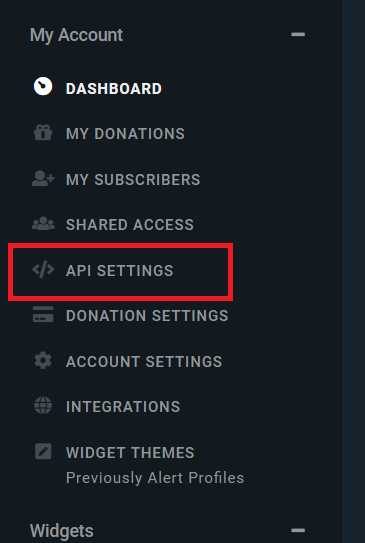 My Account
DASHBOARD
MY DONATIONS
MY SUBSCRIBERS
SHARED ACCESS
API SETTINGS
DONATION SETTINGS
ACCOUNT SETTINGS
INTEGRATIONS
WIDGET THEMES
Previously Alert Profiles
Widgets